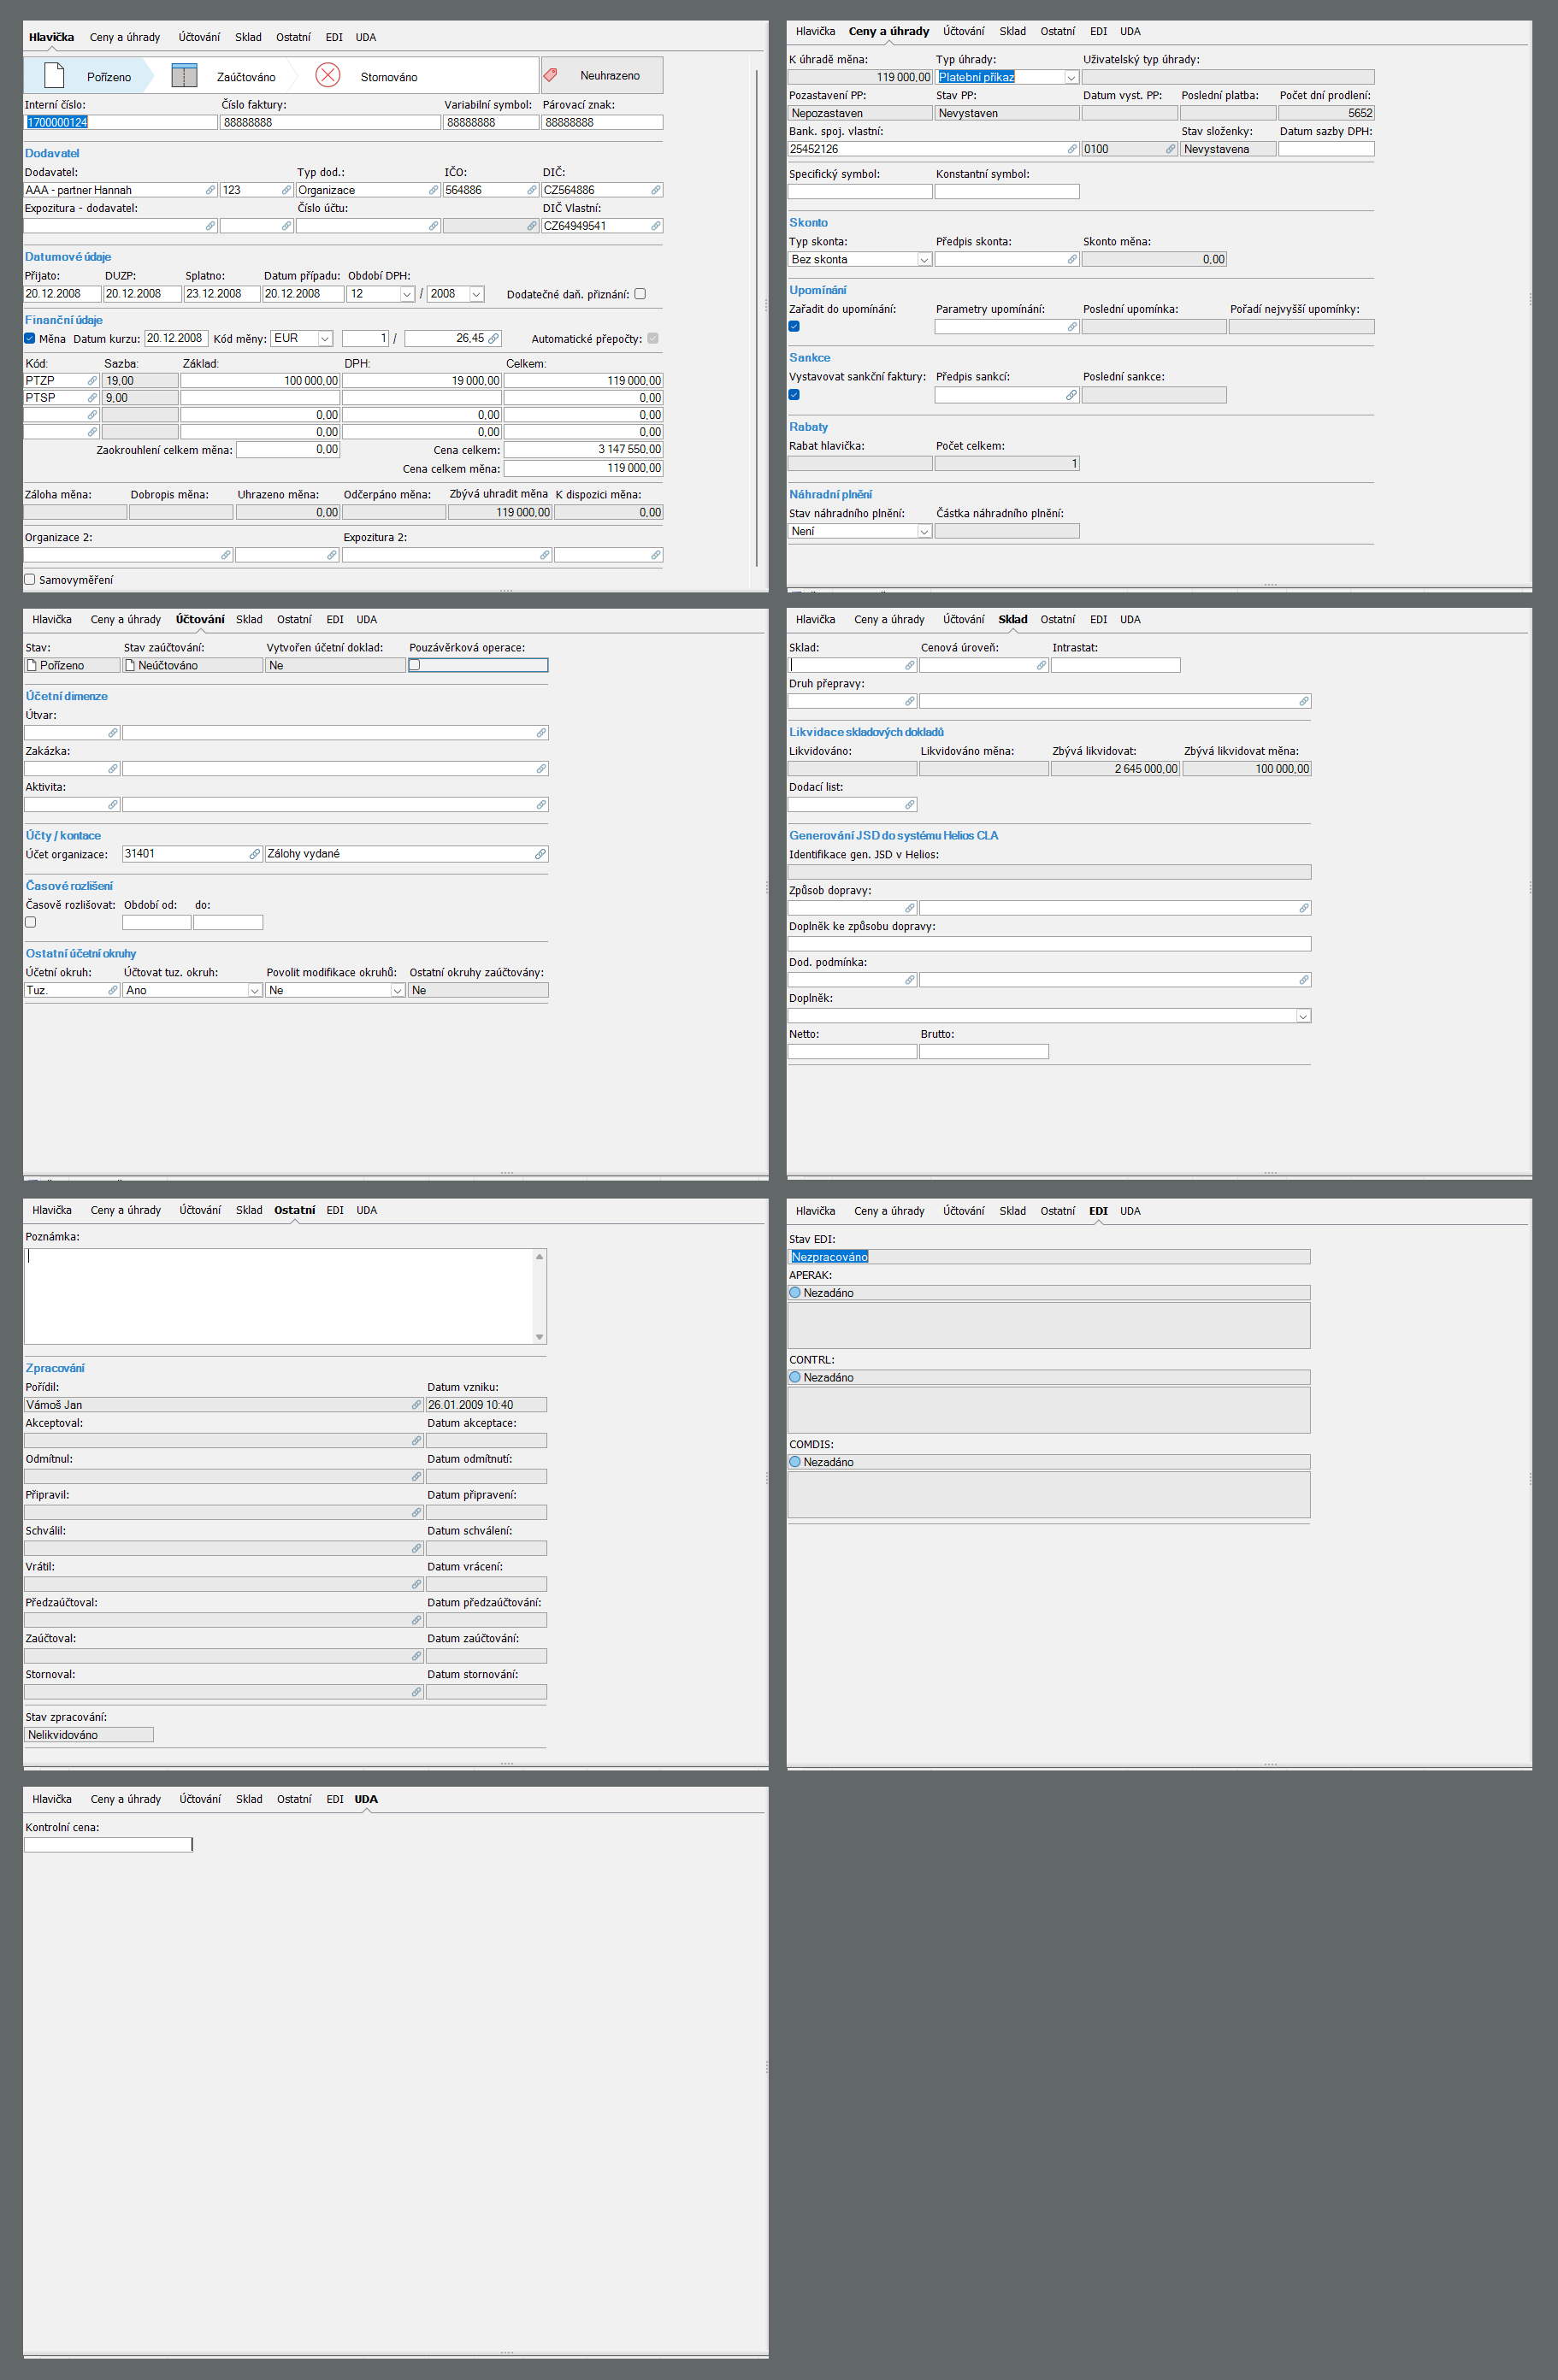 Hlavička Ceny a úhrady Účtování Sklad Ostatní EDI UDA
Pořízeno Zaúčtováno Stornováno Neuhrazeno
Interní číslo: Číslo faktury: Variabilní symbol: Párovací znak:
1700000124 88888888 88888888 88888888
Dodavatel
Dodavatel: Typ dod.: IČO: DIČ:
AAA - partner Hannah 123 Organizace 564886 CZ564886
Expozitura - dodavatel: Číslo účtu: DIČ Vlastní:
CZ64949541
Datumové údaje
Přijato: DUZP: Splatno: Datum případu: Období DPH:
20.12.2008 20.12.2008 23.12.2008 20.12.2008 12 / 2008 Dodatečné daň. přiznání:
Finanční údaje
Měna Datum kurzu: 20.12.2008 Kód měny: EUR 1 / 26,45 Automatické přepočty:
Kód: Sazba: Základ: DPH: Celkem:
PTZP 19,00 100 000,00 19 000,00 119 000,00
PTSP 9,00 0,00
0,00 0,00 0,00
0,00 0,00 0,00
Zaokrouhlení celkem měna: 0,00 Cena celkem: 3 147 550,00
Cena celkem měna: 119 000,00
Záloha měna: Dobropis měna: Uhrazeno měna: Odčerpáno měna: Zbývá uhradit měna K dispozici měna:
0,00 119 000,00 0,00
Organizace 2: Expozitura 2:
Samovyměření
Hlavička Ceny a úhrady Účtování Sklad Ostatní EDI UDA
K úhradě měna: Typ úhrady: Uživatelský typ úhrady:
119 000,00 Platební příkaz
Pozastavení PP: Stav PP: Datum vyst. PP: Poslední platba: Počet dní prodlení:
Nepozastaven Nevystaven 5652
Bank. spoj. vlastní: Stav složenky: Datum sazby DPH:
25452126 0100 Nevystavena
Specifický symbol: Konstantní symbol:
Skonto
Typ skonta: Předpis skonta: Skonto měna:
Bez skonta 0,00
Upomínání
Zařadit do upomínání: Parametry upomínání: Poslední upomínka: Pořadí nejvyšší upomínky:
Sankce
Vystavovat sankční faktury: Předpis sankcí: Poslední sankce:
Rabaty
Rabat hlavička: Počet celkem:
1
Náhradní plnění
Stav náhradního plnění: Částka náhradního plnění:
Není
Hlavička Ceny a úhrady Účtování Sklad Ostatní EDI UDA
Stav: Stav zaúčtování: Vytvořen účetní doklad: Pouzávěrková operace:
Pořízeno Neúčtováno Ne
Účetní dimenze
Útvar:
Zakázka:
Aktivita:
Účty / kontace
Účet organizace: 31401 Zálohy vydané
Časové rozlišení
Časově rozlišovat: Období od: do:
Ostatní účetní okruhy
Účetní okruh: Účtovat tuz. okruh: Povolit modifikace okruhů: Ostatní okruhy zaúčtovány:
Tuz. Ano Ne Ne
Hlavička Ceny a úhrady Účtování Sklad Ostatní EDI UDA
Sklad: Cenová úroveň: Intrastat:
Druh přepravy:
Likvidace skladových dokladů
Likvidováno: Likvidováno měna: Zbývá likvidovat: Zbývá likvidovat měna:
2 645 000,00 100 000,00
Dodací list:
Generování JSD do systému Helios CLA
Identifikace gen. JSD v Helios:
Způsob dopravy:
Doplněk ke způsobu dopravy:
Dod. podmínka:
Doplněk:
Netto: Brutto:
Hlavička Ceny a úhrady Účtování Sklad Ostatní EDI UDA
Poznámka:
Zpracování
Pořídil: Datum vzniku:
Vámoš Jan 26.01.2009 10:40
Akceptoval: Datum akceptace:
Odmítnul: Datum odmítnutí:
Připravil: Datum připravení:
Schválil: Datum schválení:
Vrátil: Datum vrácení:
Předzaúčtoval: Datum předzaúčtování:
Zaúčtoval: Datum zaúčtování:
Stornoval: Datum stornování:
Stav zpracování:
Nelikvidováno
Hlavička Ceny a úhrady Účtování Sklad Ostatní EDI UDA
Stav EDI:
Nezpracováno
APERAK:
Nezadáno
CONTRL:
Nezadáno
COMDIS:
Nezadáno
Hlavička Ceny a úhrady Účtování Sklad Ostatní EDI UDA
Kontrolní cena: